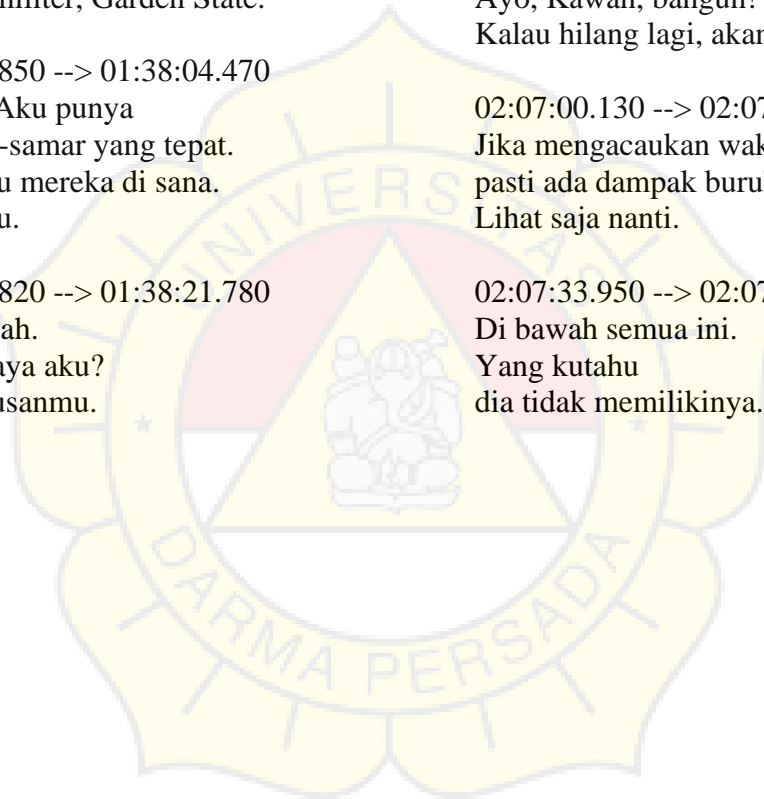 militer, Garden State.
850 --> 01:38:04.470
Aku punya
-samar yang tepat.
u mereka di sana.
u.
820 --> 01:38:21.780
ah.
aya aku?
usanmu.
Ayo, Kawan, bangun!
Kalau hilang lagi, akan
02:07:00.130 --> 02:07
Jika mengacaukan wak
pasti ada dampak buru
Lihat saja nanti.
02:07:33.950 --> 02:07
Di bawah semua ini.
Yang kutahu
dia tidak memilikinya.
UNIVERSITAS
DARMA PERSADA